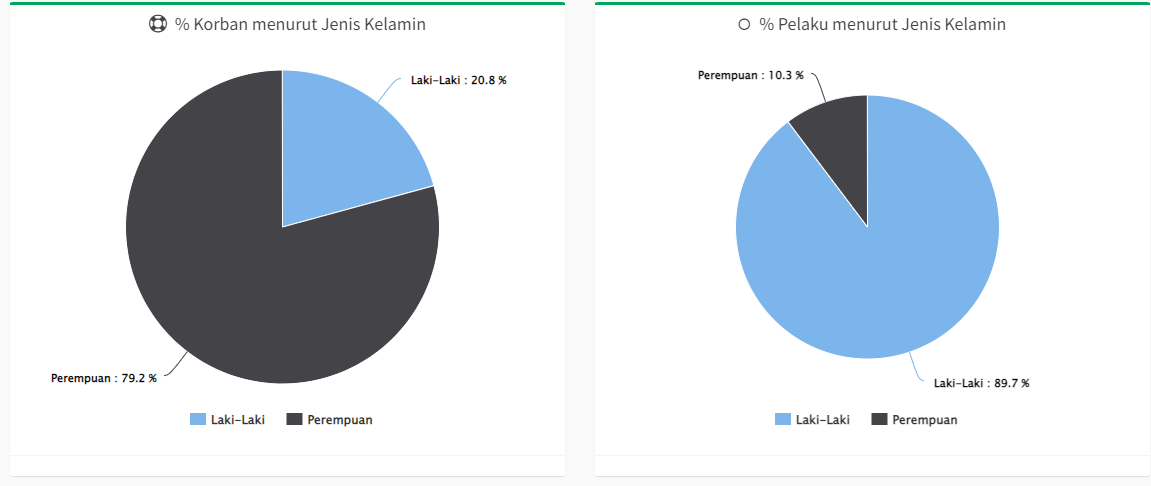 % Korban menurut Jenis Kelamin
Laki-Laki : 20.8 %
Perempuan : 79.2 %
Laki-Laki
Perempuan
% Pelaku menurut Jenis Kelamin
Perempuan : 10.3 %
Laki-Laki : 89.7 %
Laki-Laki
Perempuan